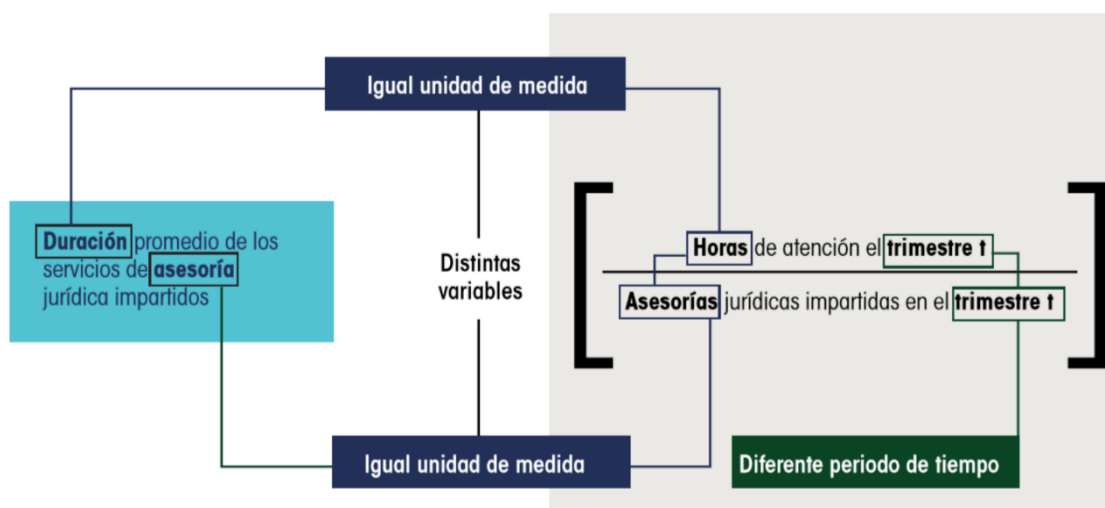 Igual unidad de medida
Duración promedio de los
servicios de asesoría
jurídica impartidos
Distintas
variables
Horas de atención el trimestre t
Asesorías jurídicas impartidas en el trimestre t
Igual unidad de medida
Diferente periodo de tiempo